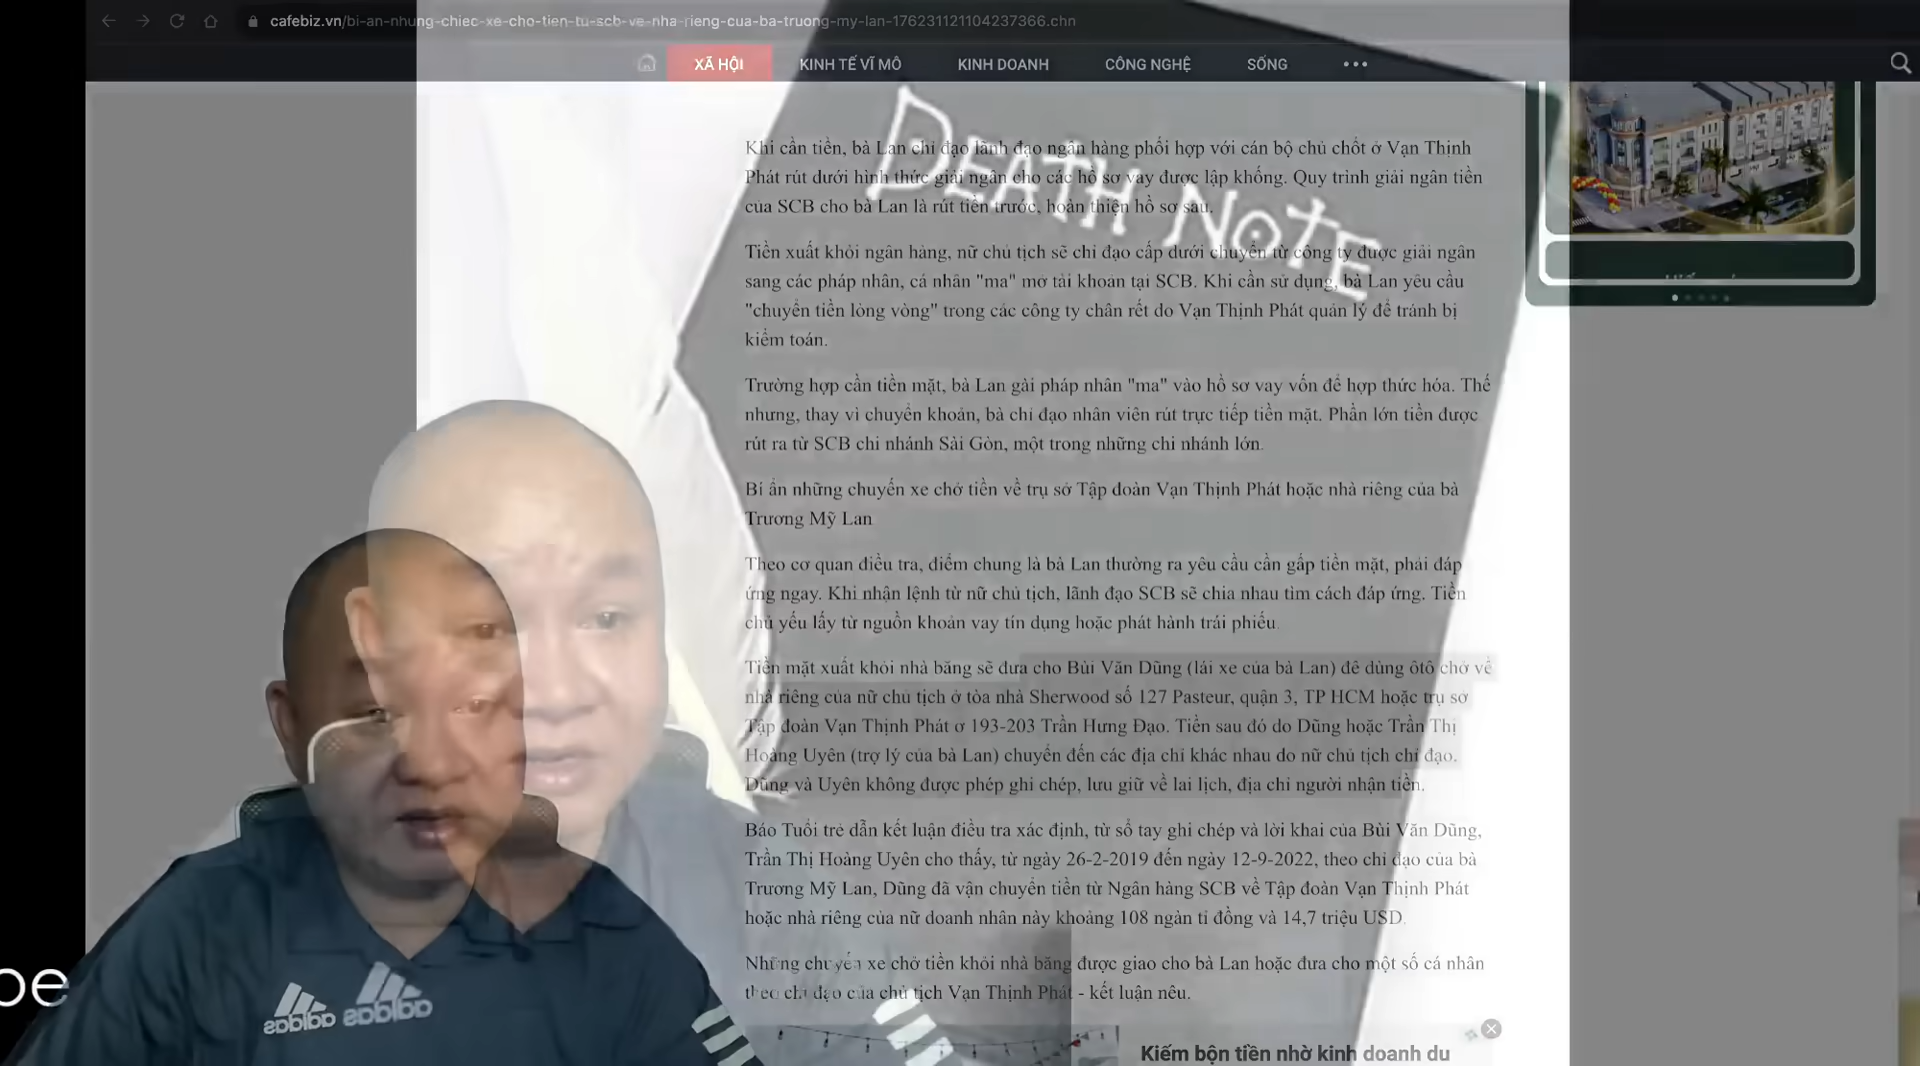 cafebiz.vn/bi-an-nhung-chiec-xe-cho-tien-tu-scb-ve-nha-rieng-cua-ba-truong-my-lan-176231121104237366.chn
XÃ HỘI
KINH TẾ VĨ MÔ
KINH DOANH
CÔNG NGHỆ
SỐNG
DEATH NOTE
Khi cần tiền, bà Lan chỉ đạo lãnh đạo ngân hàng phối hợp với cán bộ chủ chốt ở Vạn Thịnh
Phát rút dưới hình thức giải ngân cho các hồ sơ vay được lập khống. Quy trình giải ngân tiền
của SCB cho bà Lan là rút tiền trước, hoàn thiện hồ sơ sau.
Tiền xuất khỏi ngân hàng, nữ chủ tịch sẽ chỉ đạo cấp dưới chuyển từ công ty được giải ngân
sang các pháp nhân, cá nhân "ma" mở tài khoản tại SCB. Khi cần sử dụng, bà Lan yêu cầu
"chuyển tiền lòng vòng" trong các công ty chân rết do Vạn Thịnh Phát quản lý để tránh bị
kiểm toán.
Trường hợp cần tiền mặt, bà Lan gài pháp nhân "ma" vào hồ sơ vay vốn để hợp thức hóa. Thế
nhưng, thay vì chuyển khoản, bà chỉ đạo nhân viên rút trực tiếp tiền mặt. Phần lớn tiền được
rút ra từ SCB chi nhánh Sài Gòn, một trong những chi nhánh lớn.
Bí ẩn những chuyến xe chở tiền về trụ sở Tập đoàn Vạn Thịnh Phát hoặc nhà riêng của bà
Trương Mỹ Lan
Theo cơ quan điều tra, điểm chung là bà Lan thường ra yêu cầu cần gấp tiền mặt, phải đáp
ứng ngay. Khi nhận lệnh từ nữ chủ tịch, lãnh đạo SCB sẽ chia nhau tìm cách đáp ứng. Tiền
chủ yếu lấy từ nguồn khoản vay tín dụng hoặc phát hành trái phiếu.
Tiền mặt xuất khỏi nhà băng sẽ đưa cho Bùi Văn Dũng (lái xe của bà Lan) để dùng ôtô chở về
nhà riêng của nữ chủ tịch ở tòa nhà Sherwood số 127 Pasteur, quận 3, TP HCM hoặc trụ sở
Tập đoàn Vạn Thịnh Phát ở 193-203 Trần Hưng Đạo. Tiền sau đó do Dũng hoặc Trần Thị
Hoàng Uyên (trợ lý của bà Lan) chuyển đến các địa chỉ khác nhau do nữ chủ tịch chỉ đạo.
Dũng và Uyên không được phép ghi chép, lưu giữ về lai lịch, địa chỉ người nhận tiền.
Báo Tuổi trẻ dẫn kết luận điều tra xác định, từ sổ tay ghi chép và lời khai của Bùi Văn Dũng,
Trần Thị Hoàng Uyên cho thấy, từ ngày 26-2-2019 đến ngày 12-9-2022, theo chỉ đạo của bà
Trương Mỹ Lan, Dũng đã vận chuyển tiền từ Ngân hàng SCB về Tập đoàn Vạn Thịnh Phát
hoặc nhà riêng của nữ doanh nhân này khoảng 108 ngàn tỉ đồng và 14,7 triệu USD.
Những chuyến xe chở tiền khỏi nhà băng được giao cho bà Lan hoặc đưa cho một số cá nhân
theo chỉ đạo của chủ tịch Vạn Thịnh Phát - kết luận nêu.
Kiếm bộn tiền nhờ kinh doanh du
adidas
adidas
be